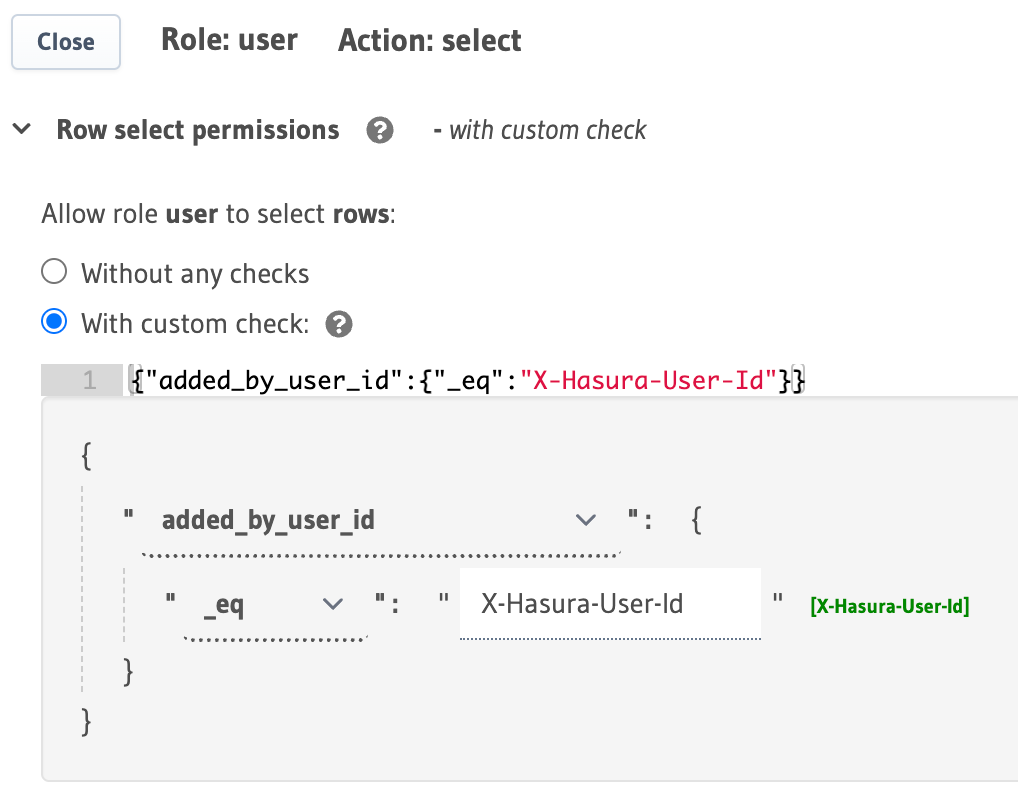 Close Role: user Action: select
Row select permissions ? - with custom check
Allow role user to select rows:
Without any checks
With custom check: ?
1 {"added_by_user_id":{"_eq":"X-Hasura-User-Id"}}
{
" added_by_user_id ": {
" _eq ": " X-Hasura-User-Id " [X-Hasura-User-Id]
}
}